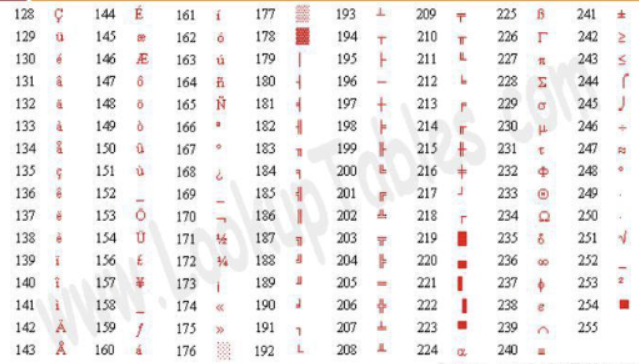 128 Ç 144 É 161 í 177 ▒ 193 ┴ 209 ╤ 225 ß 241 ±
129 ü 145 æ 162 ó 178 ▓ 194 ┬ 210 ╥ 226 Γ 242 ≥
130 é 146 Æ 163 ú 179 │ 195 ├ 211 ╙ 227 π 243 ≤
131 â 147 ô 164 ñ 180 ┤ 196 ─ 212 ╘ 228 Σ 244 ⌠
132 ä 148 ö 165 Ñ 181 ╡ 197 ┼ 213 ╒ 229 σ 245 ⌡
133 à 149 ò 166 ª 182 ╢ 198 ╞ 214 ╓ 230 µ 246 ÷
134 å 150 û 167 º 183 ╖ 199 ╟ 215 ╫ 231 τ 247 ≈
135 ç 151 ù 168 ¿ 184 ╕ 200 ╚ 216 ╪ 232 Φ 248 °
136 ê 152 _ 169 _ 185 ╣ 201 ╔ 217 ┘ 233 Θ 249 ∙
137 ë 153 Ö 170 ¬ 186 ║ 202 ╩ 218 ┌ 234 Ω 250 ·
138 è 154 Ü 171 ½ 187 ╗ 203 ╦ 219 █ 235 δ 251 √
139 ï 156 £ 172 ¼ 188 ╝ 204 ╠ 220 ▄ 236 ∞ 252 _
140 î 157 ¥ 173 ¡ 189 ╜ 205 ═ 221 ▌ 237 φ 253 ²
141 ì 158 _ 174 « 190 ╛ 206 ╬ 222 ▐ 238 ε 254 ■
142 Ä 159 ƒ 175 » 191 ┐ 207 ╧ 223 ▀ 239 ∩ 255
143 Å 160 á 176 ░ 192 └ 208 ╨ 224 α 240 ≡
www.LookupTables.com